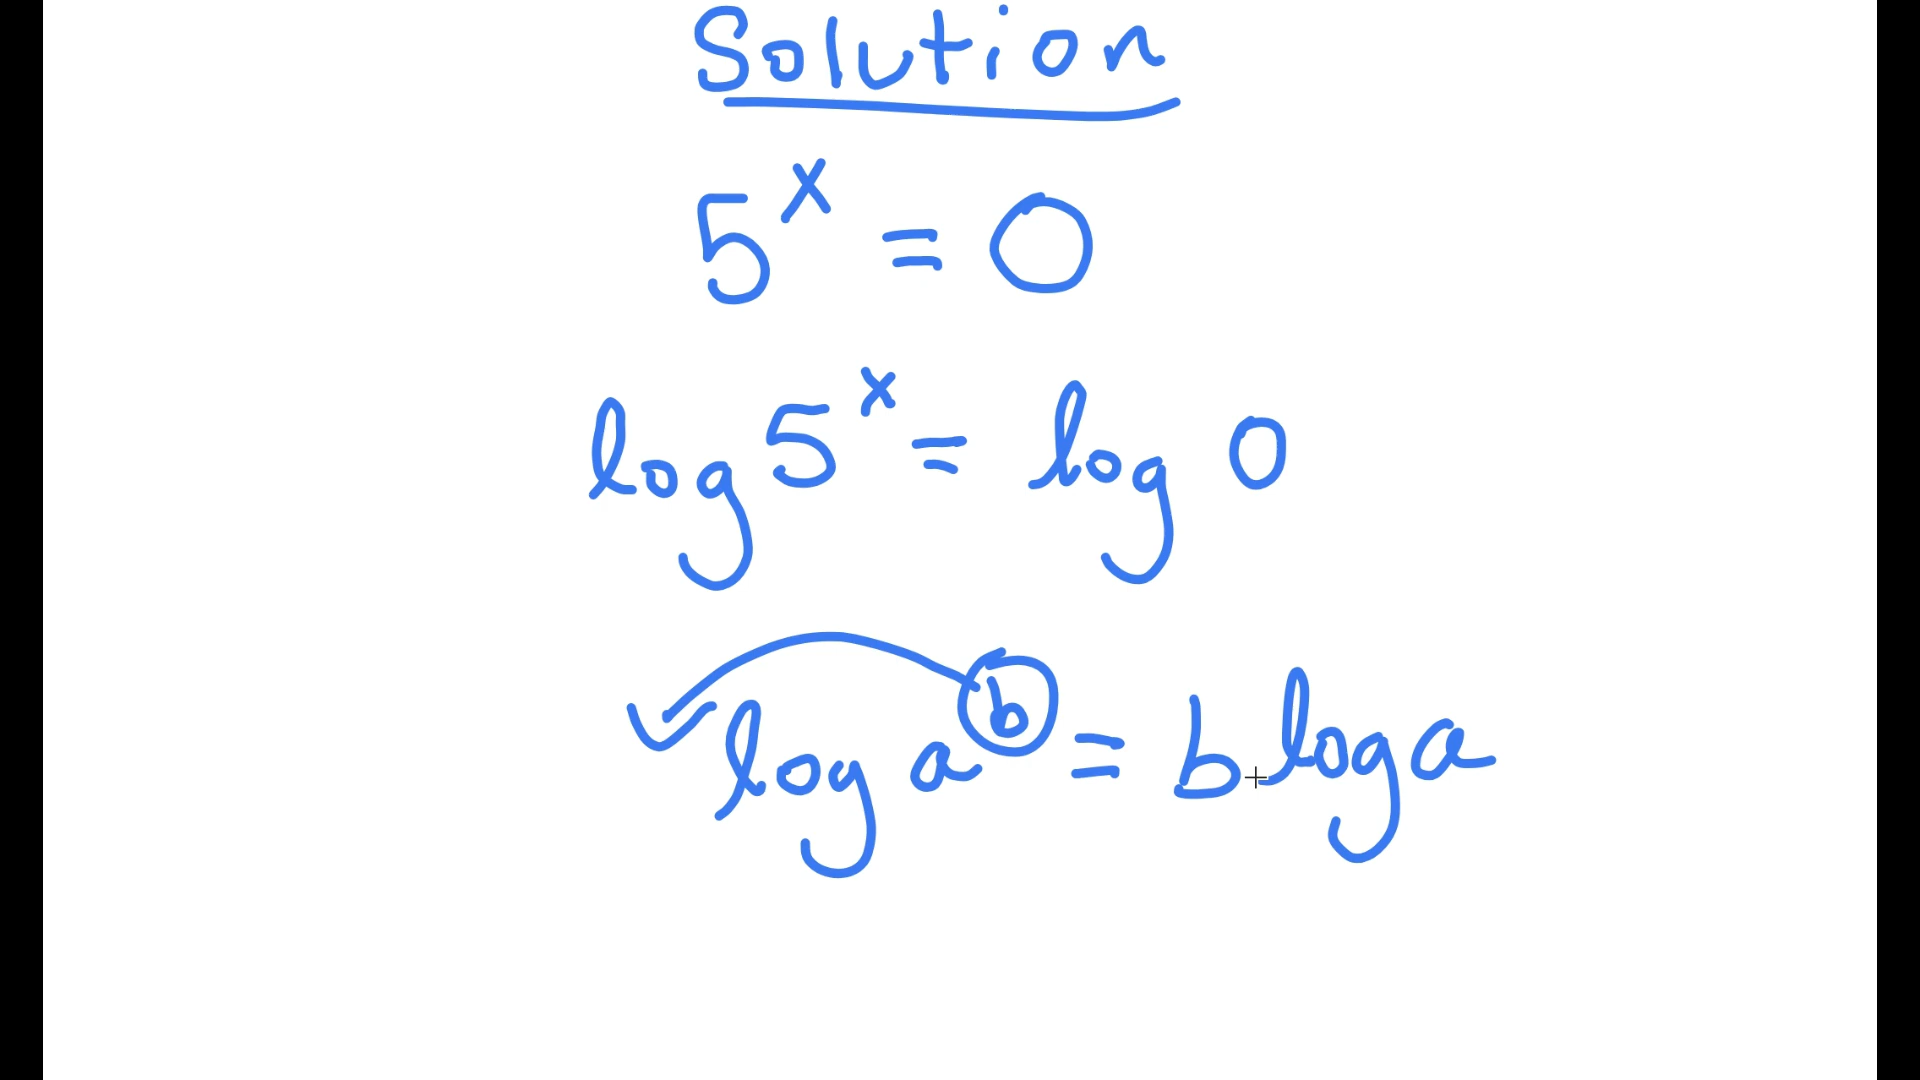 Solution
5^x = 0
log 5^x = log 0
log a^b = b log a